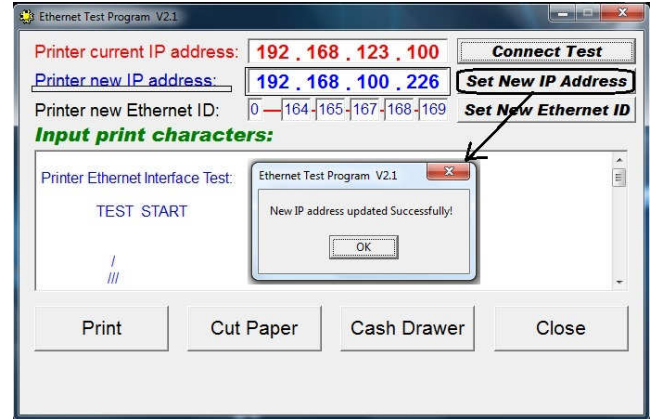 Ethernet Test Program V2.1
Printer current IP address: 192 . 168 . 123 . 100 Connect Test
Printer new IP address: 192 . 168 . 100 . 226 Set New IP Address
Printer new Ethernet ID: 0 — 164 - 165 - 167 - 168 - 169 Set New Ethernet ID
Input print characters:
Printer Ethernet Interface Test:
TEST START
/
///
Ethernet Test Program V2.1
New IP address updated Successfully!
OK
Print Cut Paper Cash Drawer Close